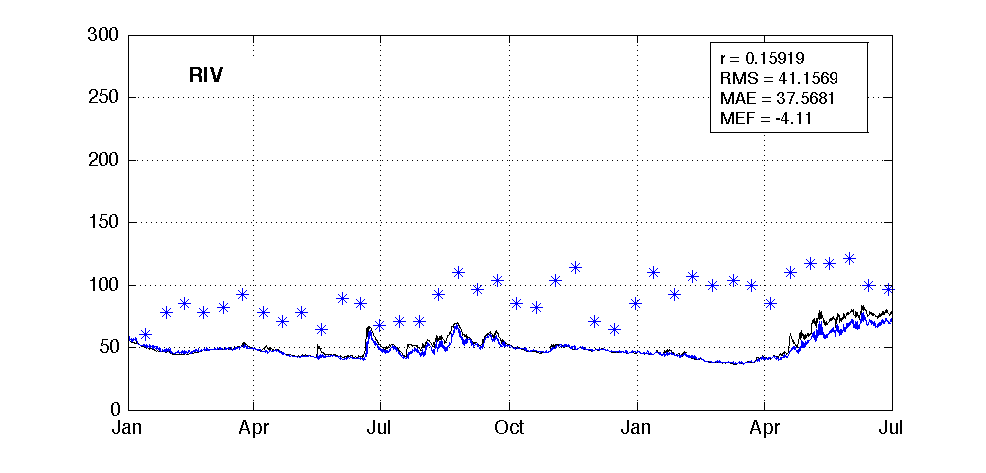 300
RIV
r = 0.15919
RMS = 41.1569
MAE = 37.5681
MEF = -4.11
250
200
150
100
50
0
Jan Apr Jul Oct Jan Apr Jul